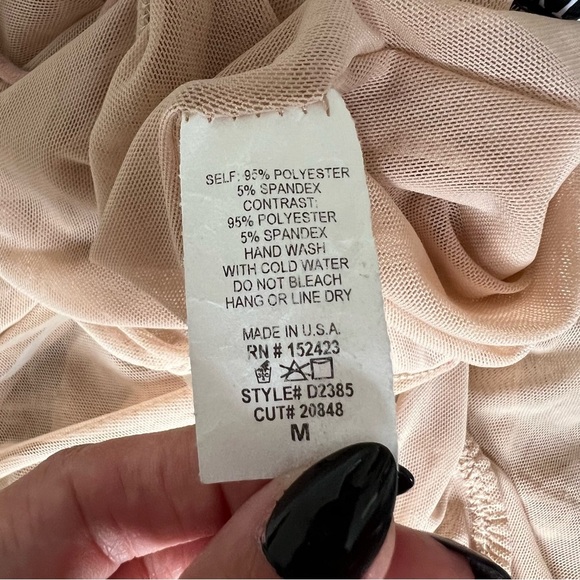 SELF: 95% POLYESTER
5% SPANDEX
CONTRAST:
95% POLYESTER
5% SPANDEX
HAND WASH
WITH COLD WATER
DO NOT BLEACH
HANG OR LINE DRY
MADE IN U.S.A.
RN # 152423
STYLE# D2385
CUT# 20848
M